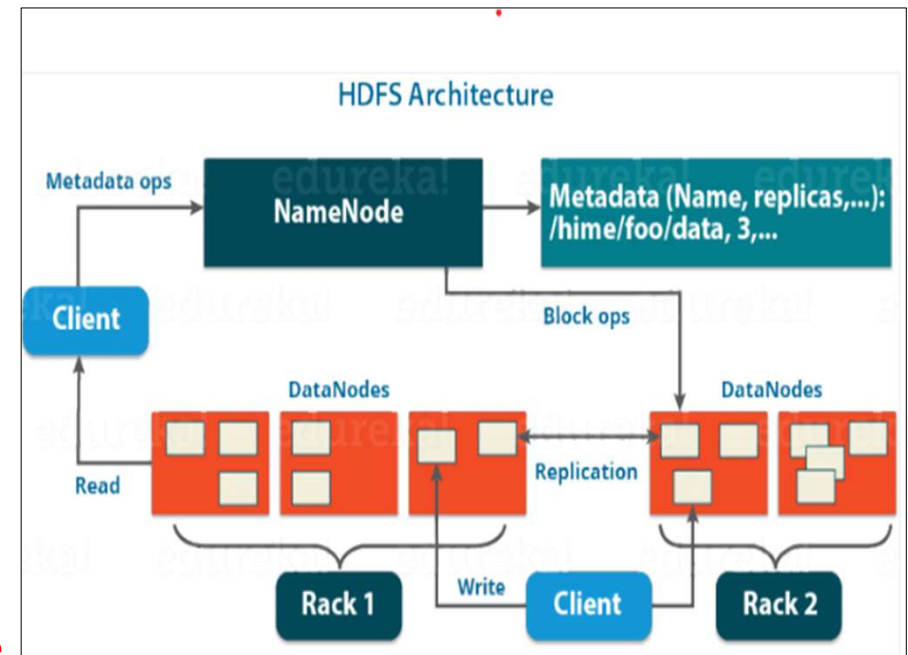 HDFS Architecture
Metadata ops
NameNode
Metadata (Name, replicas,...):
/hime/foo/data, 3,...
Client
Block ops
DataNodes
DataNodes
Read
Replication
Write
Rack 1
Client
Rack 2
edureka!